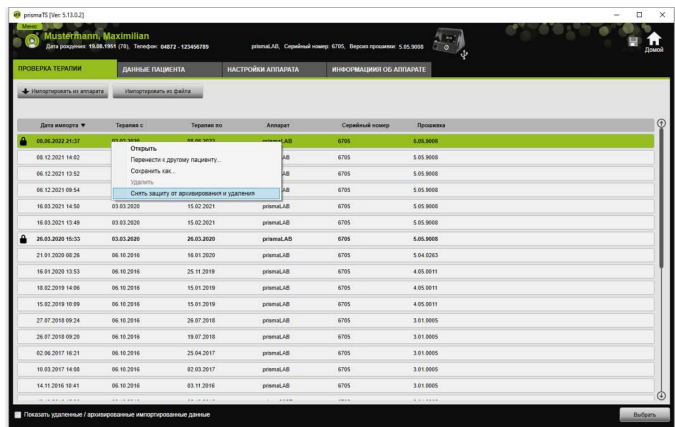 prismaTS [Ver: 5.13.0.2]
Меню
Mustermann, Maximilian
Дата рождения: 19.08.1951 (70), Телефон: 04872 - 123456789
prismaLAB, Серийный номер: 6705, Версия прошивки: 5.05.9008
Домой
ПРОВЕРКА ТЕРАПИИ ДАННЫЕ ПАЦИЕНТА НАСТРОЙКИ АППАРАТА ИНФОРМАЦИИЯ ОБ АППАРАТЕ
Импортировать из аппарата Импортировать из файла
Дата импорта ▼ Терапия с Терапия по Аппарат Серийный номер Прошивка
09.06.2022 21:37 03.03.2020 08.06.2022 prismaLAB 6705 5.05.9008
Открыть
08.12.2021 14:02 6705 5.05.9008
Перенести к другому пациенту...
06.12.2021 13:52 6705 5.05.9008
Сохранить как...
Удалить
06.12.2021 09:54 6705 5.05.9008
Снять защиту от архивирования и удаления
16.03.2021 14:50 03.03.2020 15.02.2021 prismaLAB 6705 5.05.9008
16.03.2021 13:49 03.03.2020 15.02.2021 prismaLAB 6705 5.05.9008
26.03.2020 15:33 03.03.2020 26.03.2020 prismaLAB 6705 5.05.9008
21.01.2020 08:26 06.10.2016 16.01.2020 prismaLAB 6705 5.04.0263
16.01.2020 13:53 06.10.2016 25.11.2019 prismaLAB 6705 4.05.0011
18.02.2019 14:06 06.10.2016 15.01.2019 prismaLAB 6705 4.05.0011
15.02.2019 10:09 06.10.2016 15.01.2019 prismaLAB 6705 4.05.0011
27.07.2018 09:24 06.10.2016 26.07.2018 prismaLAB 6705 3.01.0005
26.07.2018 09:20 06.10.2016 19.07.2018 prismaLAB 6705 3.01.0005
02.06.2017 16:21 06.10.2016 25.04.2017 prismaLAB 6705 3.01.0005
10.03.2017 14:08 06.10.2016 02.03.2017 prismaLAB 6705 3.01.0005
14.11.2016 10:41 06.10.2016 03.11.2016 prismaLAB 6705 3.01.0005
Показать удаленные / архивированные импортированные данные
Выбрать